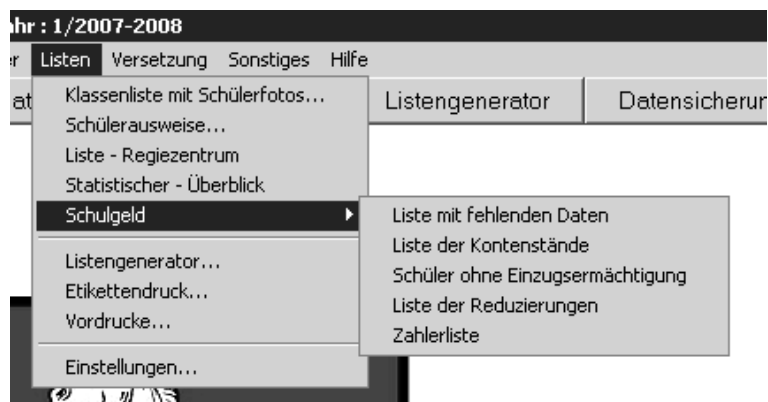 hr : 1/2007-2008
Listen Versetzung Sonstiges Hilfe
Klassenliste mit Schülerfotos...
Schülerausweise...
Liste - Regiezentrum
Statistischer - Überblick
Schulgeld
Listengenerator...
Etikettendruck...
Vordrucke...
Einstellungen...
Listengenerator Datensicherun
Liste mit fehlenden Daten
Liste der Kontenstände
Schüler ohne Einzugsermächtigung
Liste der Reduzierungen
Zahlerliste